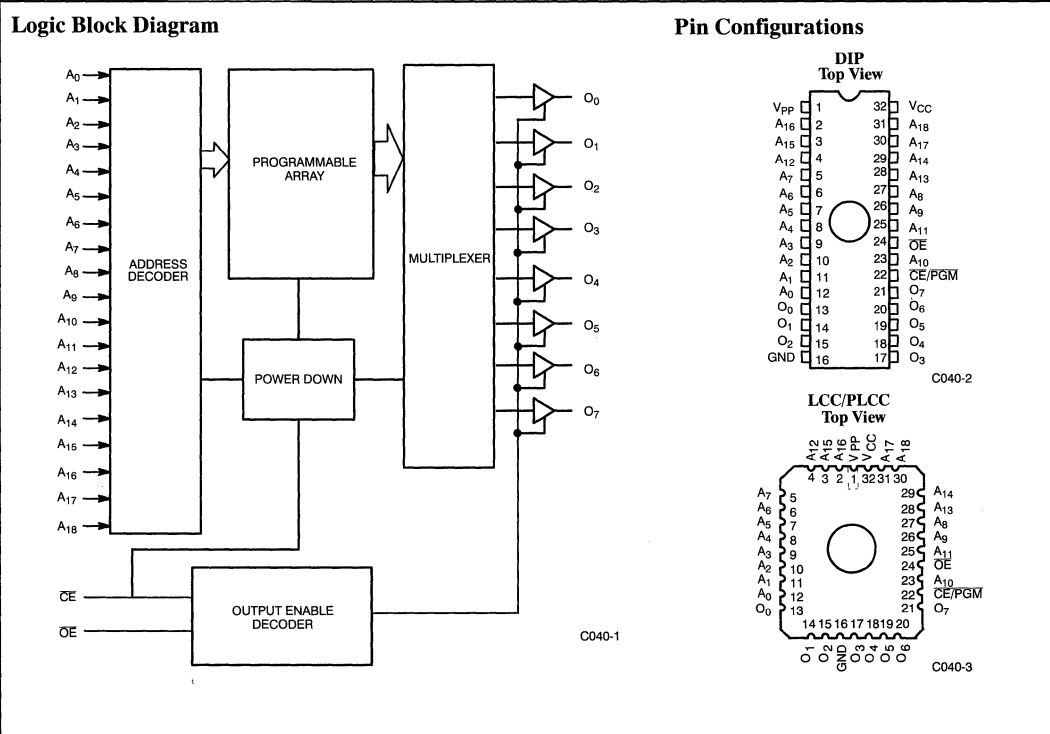 Logic Block Diagram
A0
A1
A2
A3
A4
A5
A6
A7
A8
A9
A10
A11
A12
A13
A14
A15
A16
A17
A18
ADDRESS
DECODER
PROGRAMMABLE
ARRAY
POWER DOWN
MULTIPLEXER
O0
O1
O2
O3
O4
O5
O6
O7
CE
OE
OUTPUT ENABLE
DECODER
C040-1
Pin Configurations
DIP
Top View
VPP 1 32 VCC
A16 2 31 A18
A15 3 30 A17
A12 4 29 A14
A7 5 28 A13
A6 6 27 A8
A5 7 26 A9
A4 8 25 A11
A3 9 24 OE
A2 10 23 A10
A1 11 22 CE/PGM
A0 12 21 O7
O0 13 20 O6
O1 14 19 O5
O2 15 18 O4
GND 16 17 O3
C040-2
LCC/PLCC
Top View
A12 A15 A16 VPP VCC A17 A18
4 3 2 1 32 31 30
A7 5 29 A14
A6 6 28 A13
A5 7 27 A8
A4 8 26 A9
A3 9 25 A11
A2 10 24 OE
A1 11 23 A10
A0 12 22 CE/PGM
O0 13 21 O7
14 15 16 17 18 19 20
O1 O2 GND O3 O4 O5 O6
C040-3